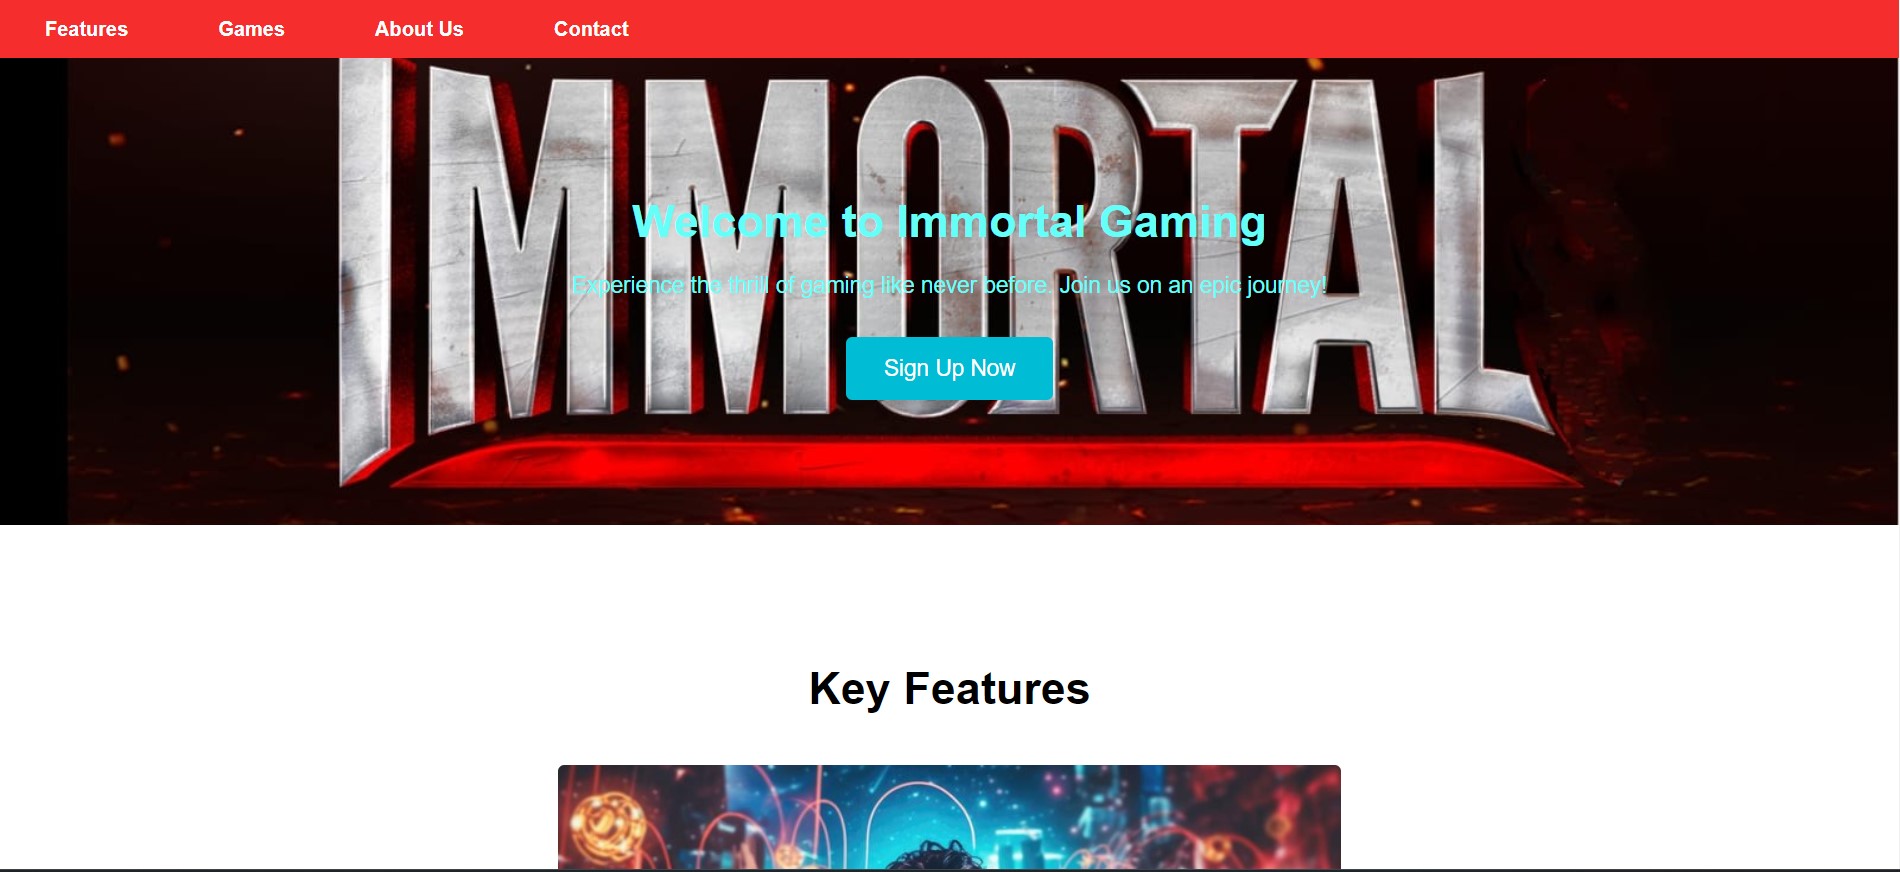 Features Games About Us Contact
IMMORTAL
Welcome to Immortal Gaming
Experience the thrill of gaming like never before. Join us on an epic journey!
Sign Up Now
Key Features